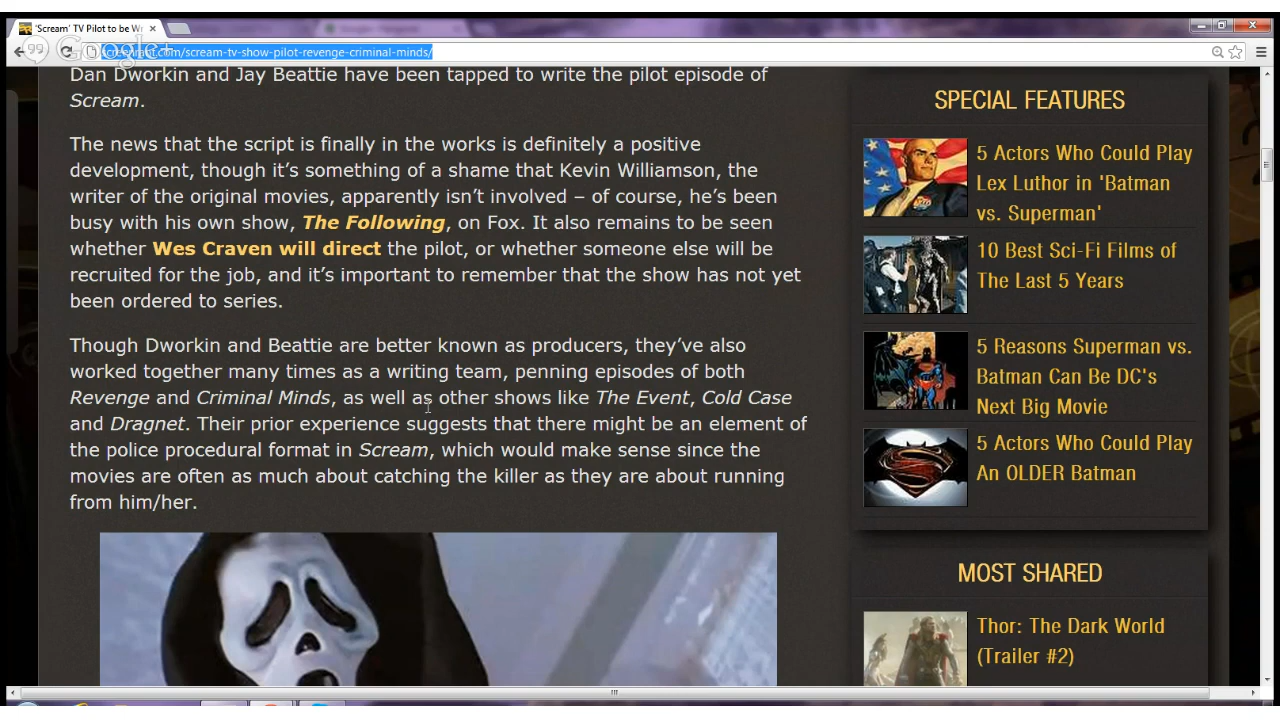 'Scream' TV Pilot to be Wr
Google+
screenrant.com/scream-tv-show-pilot-revenge-criminal-minds/
Dan Dworkin and Jay Beattie have been tapped to write the pilot episode of
Scream.
The news that the script is finally in the works is definitely a positive
development, though it's something of a shame that Kevin Williamson, the
writer of the original movies, apparently isn't involved – of course, he's been
busy with his own show, The Following, on Fox. It also remains to be seen
whether Wes Craven will direct the pilot, or whether someone else will be
recruited for the job, and it's important to remember that the show has not yet
been ordered to series.
Though Dworkin and Beattie are better known as producers, they've also
worked together many times as a writing team, penning episodes of both
Revenge and Criminal Minds, as well as other shows like The Event, Cold Case
and Dragnet. Their prior experience suggests that there might be an element of
the police procedural format in Scream, which would make sense since the
movies are often as much about catching the killer as they are about running
from him/her.
SPECIAL FEATURES
5 Actors Who Could Play
Lex Luthor in 'Batman
vs. Superman'
10 Best Sci-Fi Films of
The Last 5 Years
5 Reasons Superman vs.
Batman Can Be DC's
Next Big Movie
5 Actors Who Could Play
An OLDER Batman
MOST SHARED
Thor: The Dark World
(Trailer #2)